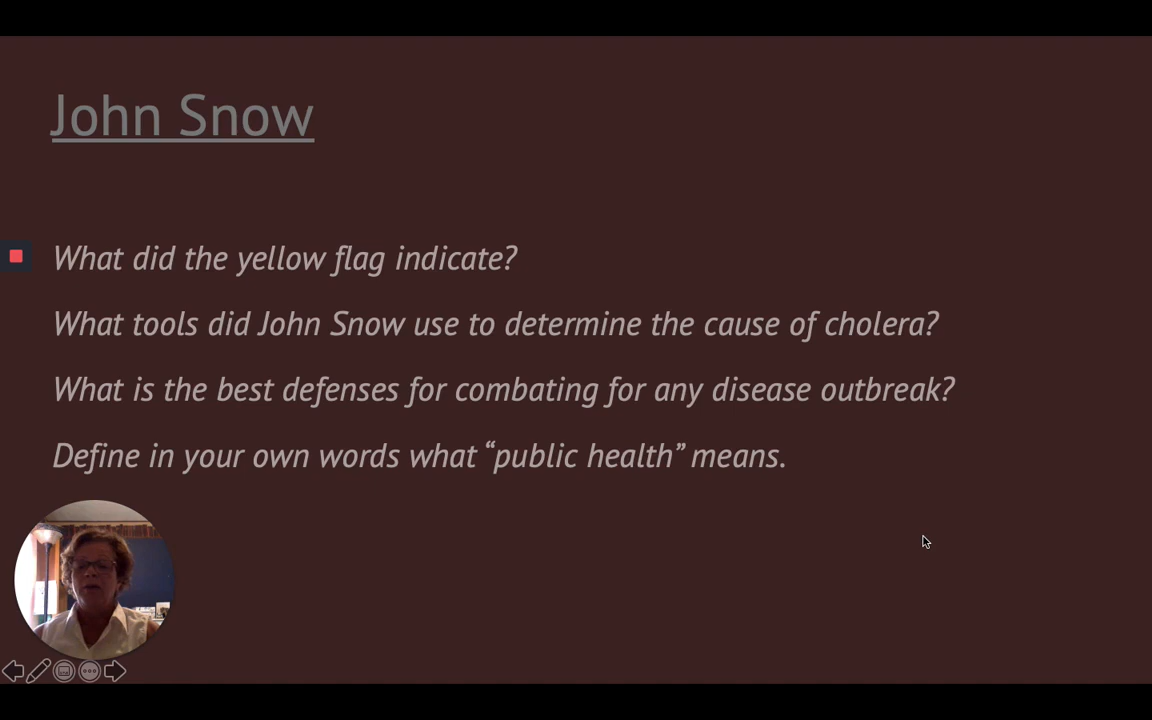 John Snow
What did the yellow flag indicate?
What tools did John Snow use to determine the cause of cholera?
What is the best defenses for combating for any disease outbreak?
Define in your own words what “public health” means.